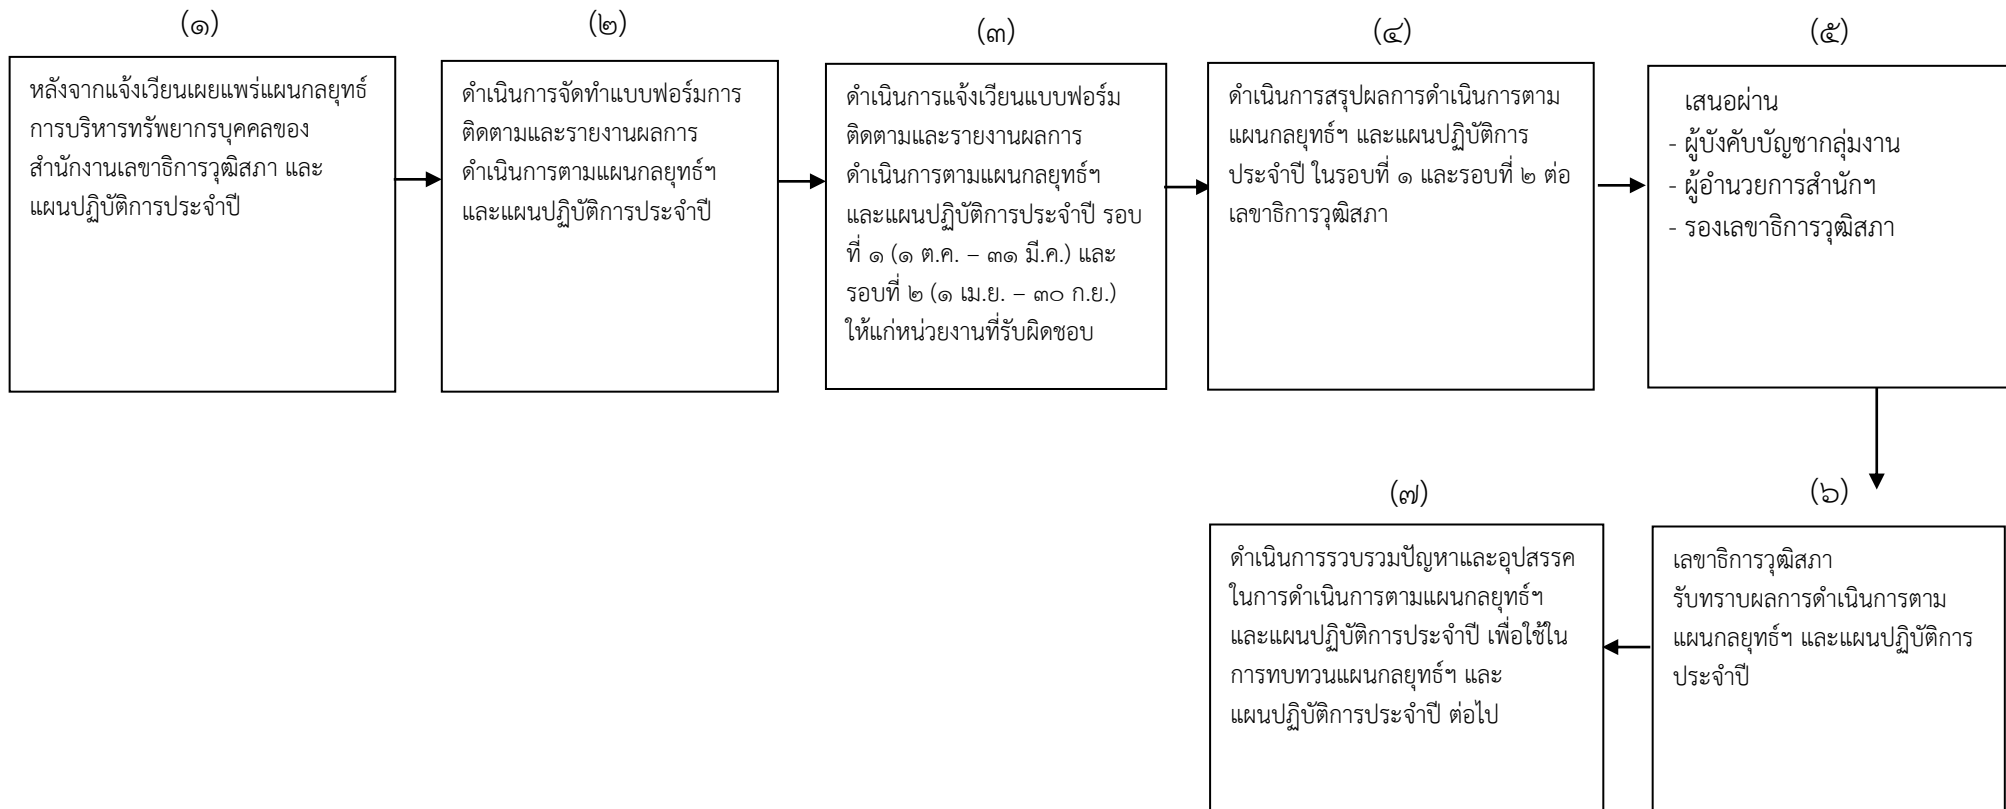 (๑)
หลังจากแจ้งเวียนเผยแพร่แผนกลยุทธ์
การบริหารทรัพยากรบุคคลของ
สำนักงานเลขาธิการวุฒิสภา และ
แผนปฏิบัติการประจำปี
(๒)
ดำเนินการจัดทำแบบฟอร์มการ
ติดตามและรายงานผลการ
ดำเนินการตามแผนกลยุทธ์ฯ
และแผนปฏิบัติการประจำปี
(๓)
ดำเนินการแจ้งเวียนแบบฟอร์ม
ติดตามและรายงานผลการ
ดำเนินการตามแผนกลยุทธ์ฯ
และแผนปฏิบัติการประจำปี รอบ
ที่ ๑ (๑ ต.ค. – ๓๑ มี.ค.) และ
รอบที่ ๒ (๑ เม.ย. – ๓๐ ก.ย.)
ให้แก่หน่วยงานที่รับผิดชอบ
(๔)
ดำเนินการสรุปผลการดำเนินการตาม
แผนกลยุทธ์ฯ และแผนปฏิบัติการ
ประจำปี ในรอบที่ ๑ และรอบที่ ๒ ต่อ
เลขาธิการวุฒิสภา
(๕)
เสนอผ่าน
- ผู้บังคับบัญชากลุ่มงาน
- ผู้อำนวยการสำนักฯ
- รองเลขาธิการวุฒิสภา
(๖)
เลขาธิการวุฒิสภา
รับทราบผลการดำเนินการตาม
แผนกลยุทธ์ฯ และแผนปฏิบัติการ
ประจำปี
(๗)
ดำเนินการรวบรวมปัญหาและอุปสรรค
ในการดำเนินการตามแผนกลยุทธ์ฯ
และแผนปฏิบัติการประจำปี เพื่อใช้ใน
การทบทวนแผนกลยุทธ์ฯ และ
แผนปฏิบัติการประจำปี ต่อไป